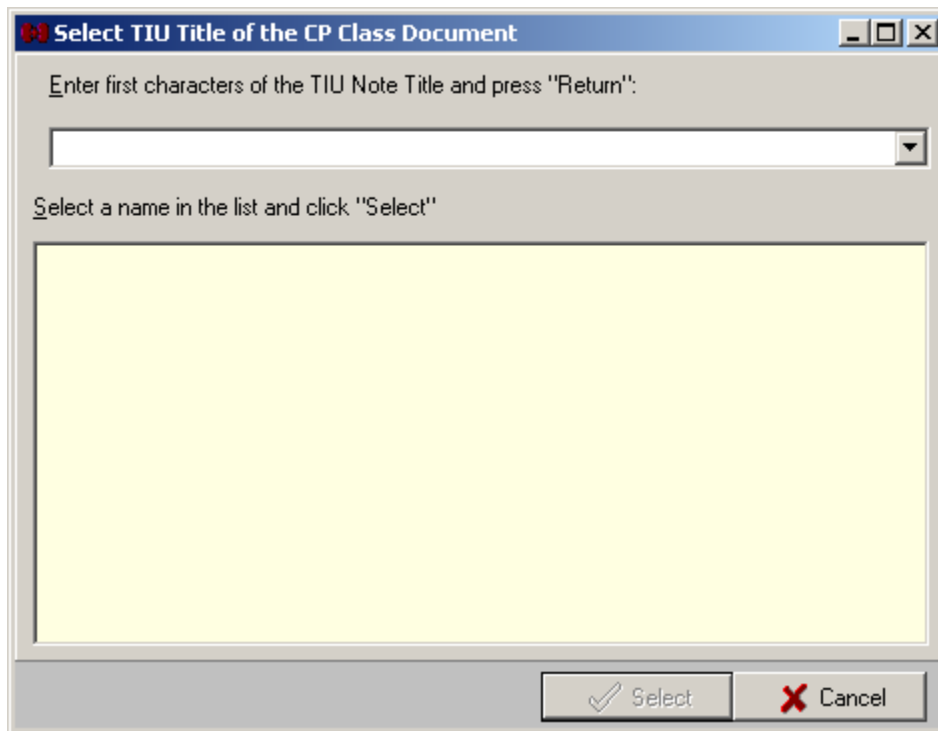 Select TIU Title of the CP Class Document
Enter first characters of the TIU Note Title and press "Return":
Select a name in the list and click "Select"
Select
Cancel